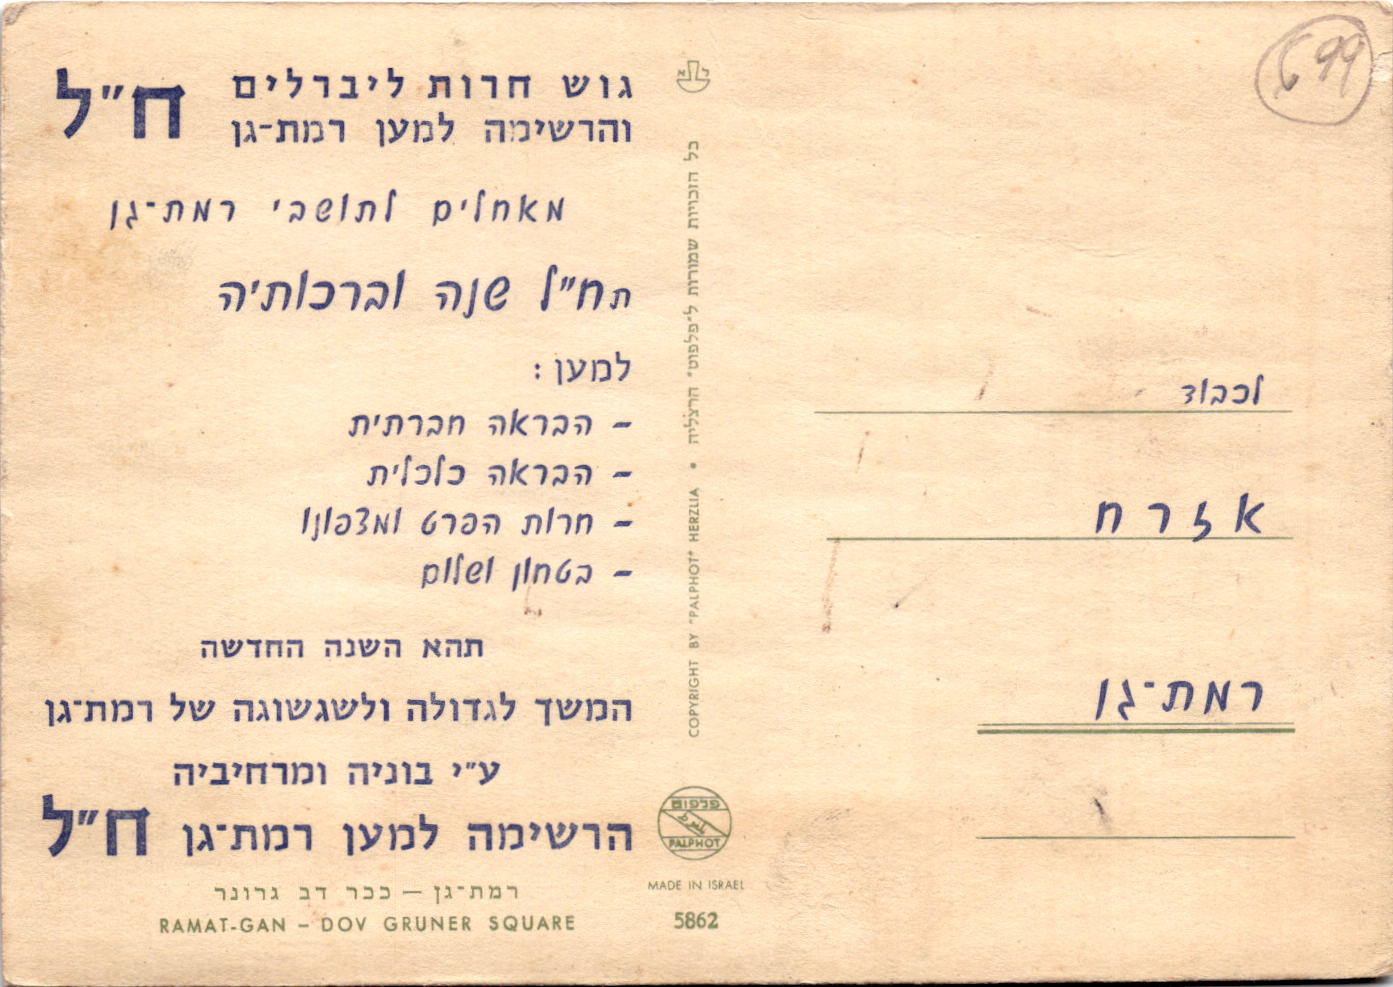 גוש חרות ליברלים
והרשימה למען רמת-גן
ח"ל
מאחלים לתושבי רמת-גן
תח"ל שנה וברכותיה
למען:
- הבראה חברתית
- הבראה כלכלית
- חרות הפרט ומצפונו
- בטחון ושלום
תהא השנה החדשה
המשך לגדולה ולשגשוגה של רמת-גן
ע"י בוניה ומרחיביה
הרשימה למען רמת-גן ח"ל
רמת-גן — ככר דב גרונר
RAMAT-GAN – DOV GRUNER SQUARE
כל הזכויות שמורות ל"פלפוט" הרצליה • COPYRIGHT BY "PALPHOT" HERZLIA
פלפוט
PALPHOT
MADE IN ISRAEL
5862
699
לכבוד
אזרח
רמת-גן